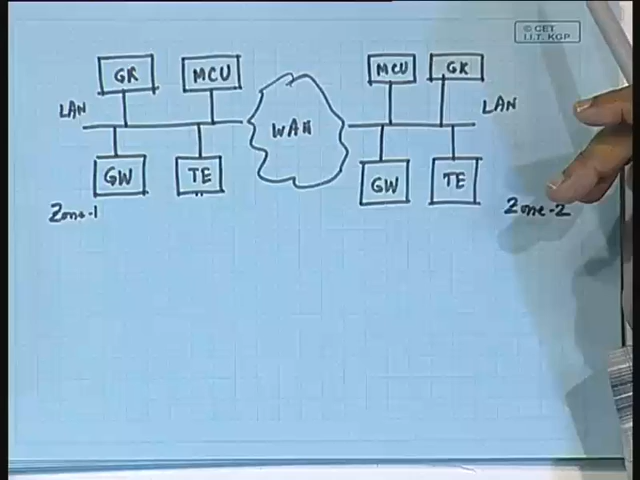 © CET
I.I.T. KGP
GK MCU MCU GK
LAN WAN LAN
GW TE GW TE
Zone-1 Zone-2